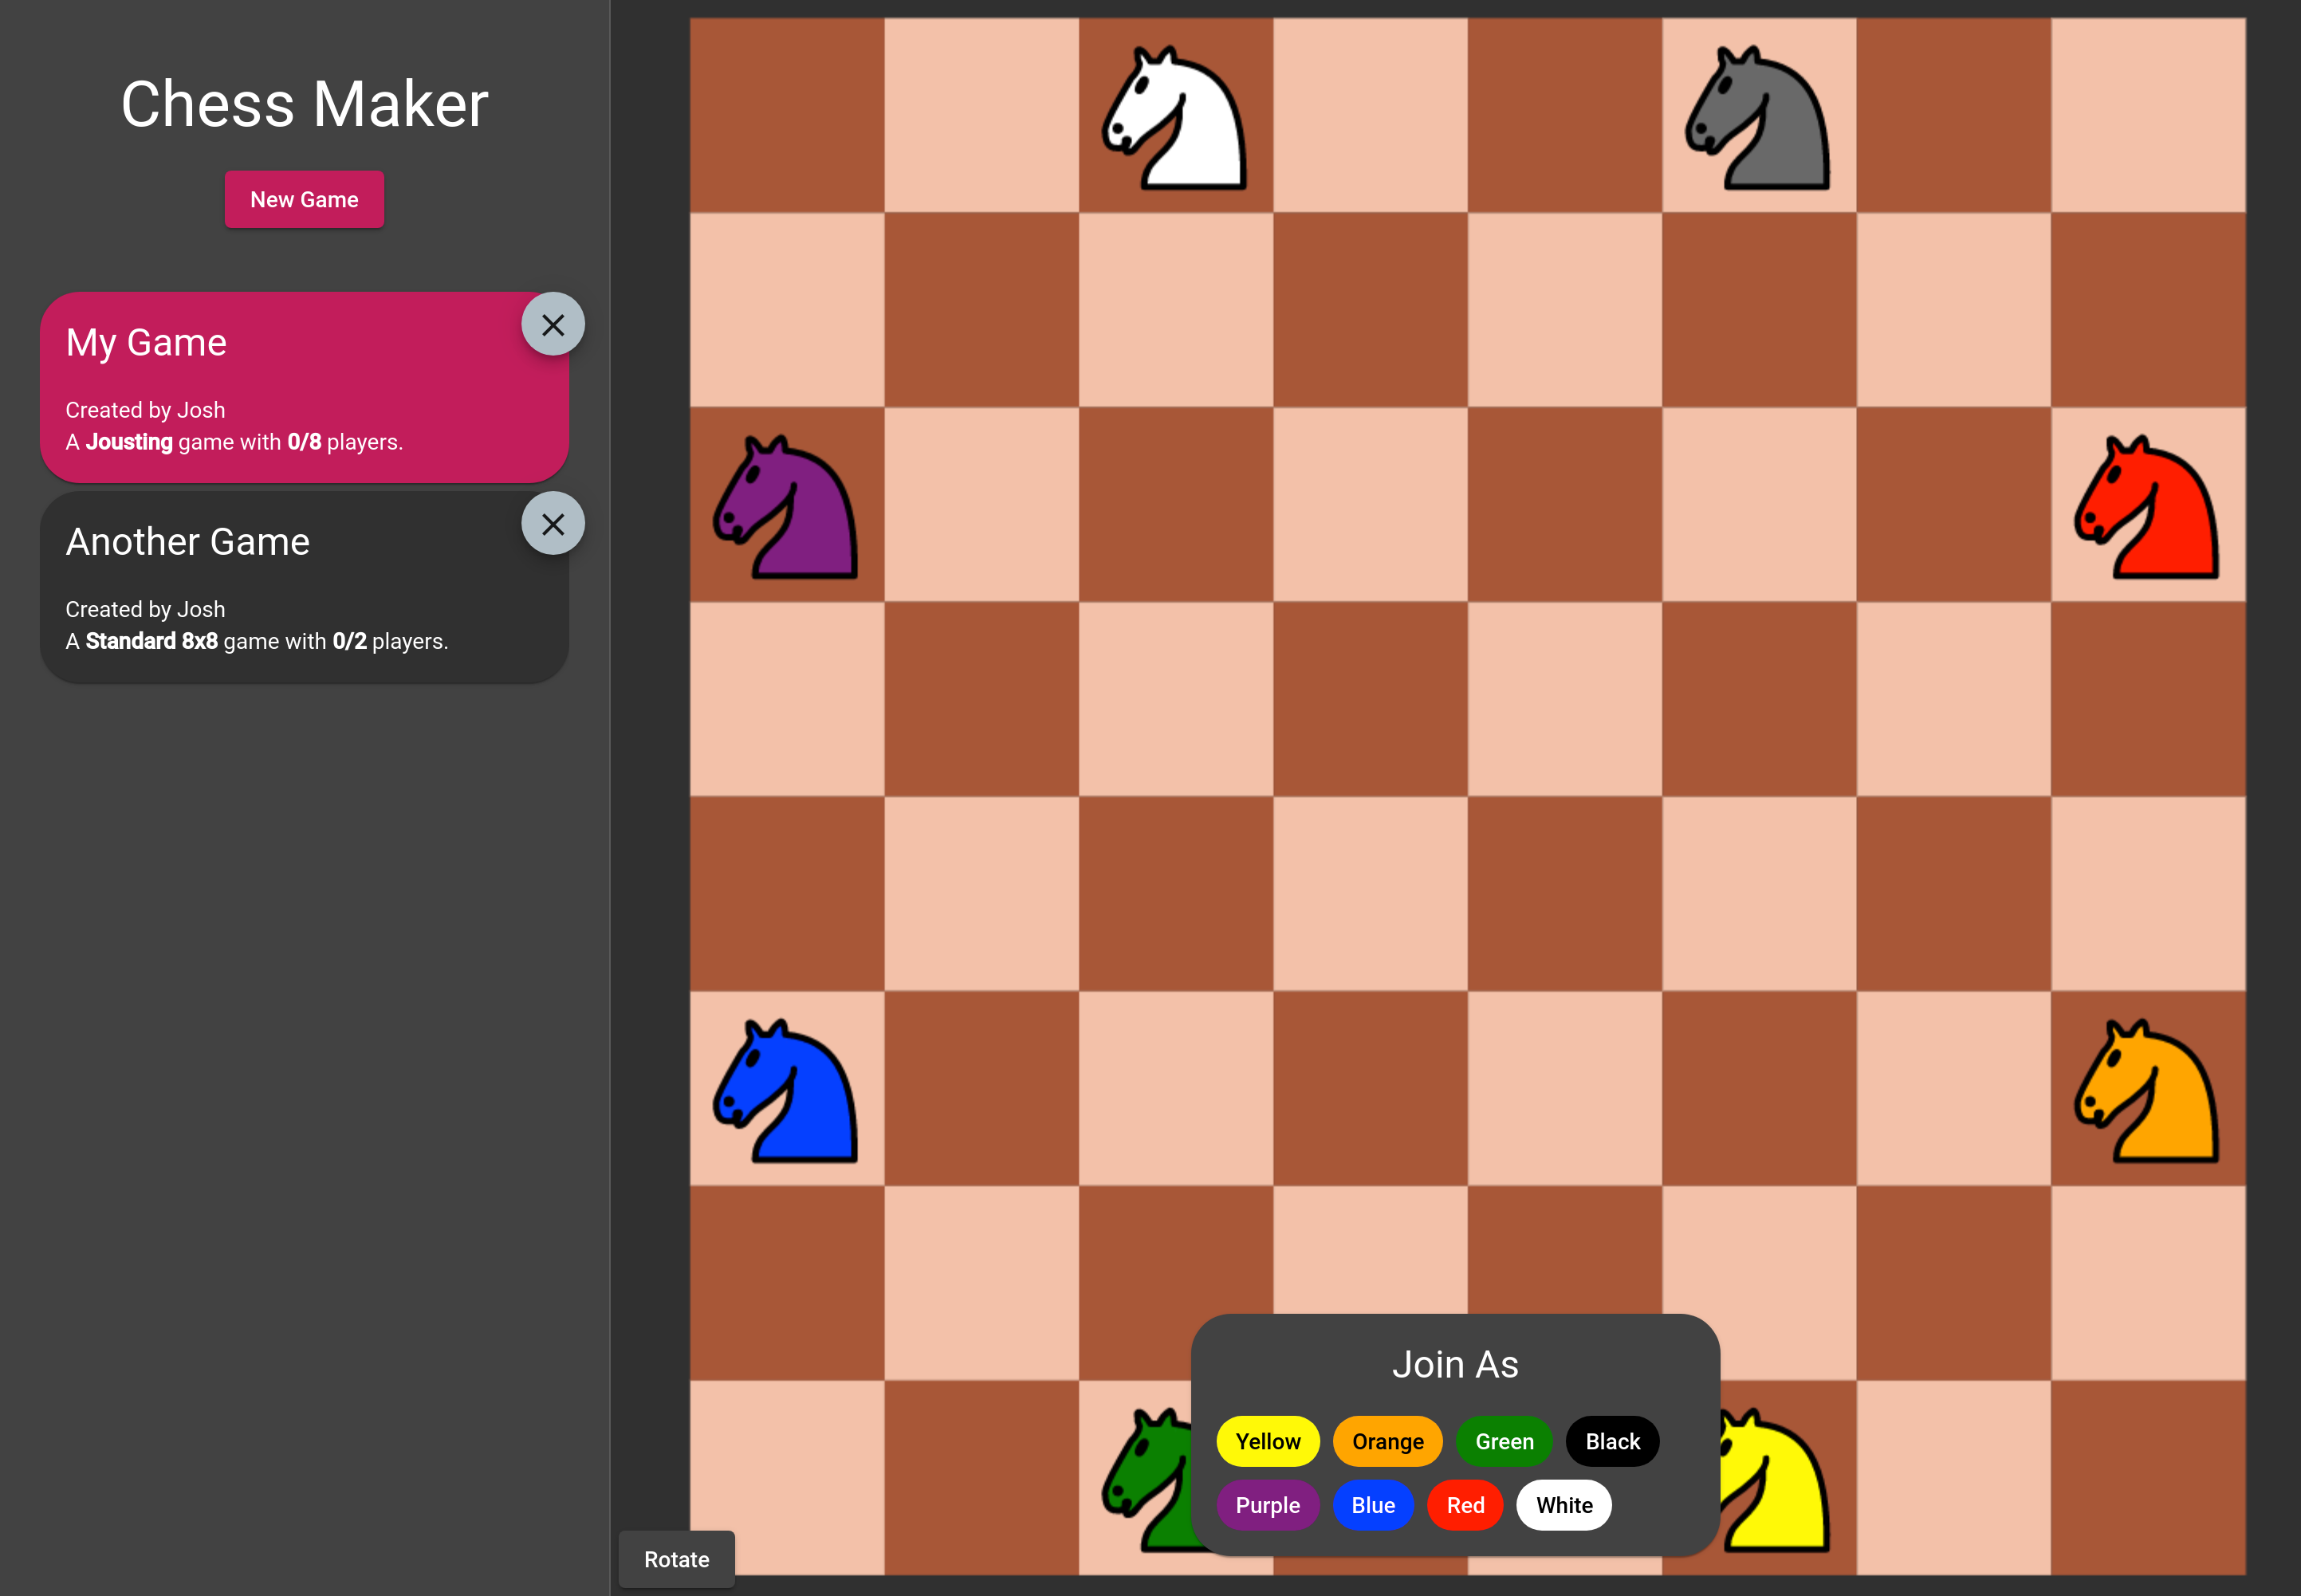 Chess Maker
New Game
My Game
Created by Josh
A Jousting game with 0/8 players.
Another Game
Created by Josh
A Standard 8x8 game with 0/2 players.
Join As
Yellow Orange Green Black
Purple Blue Red White
Rotate